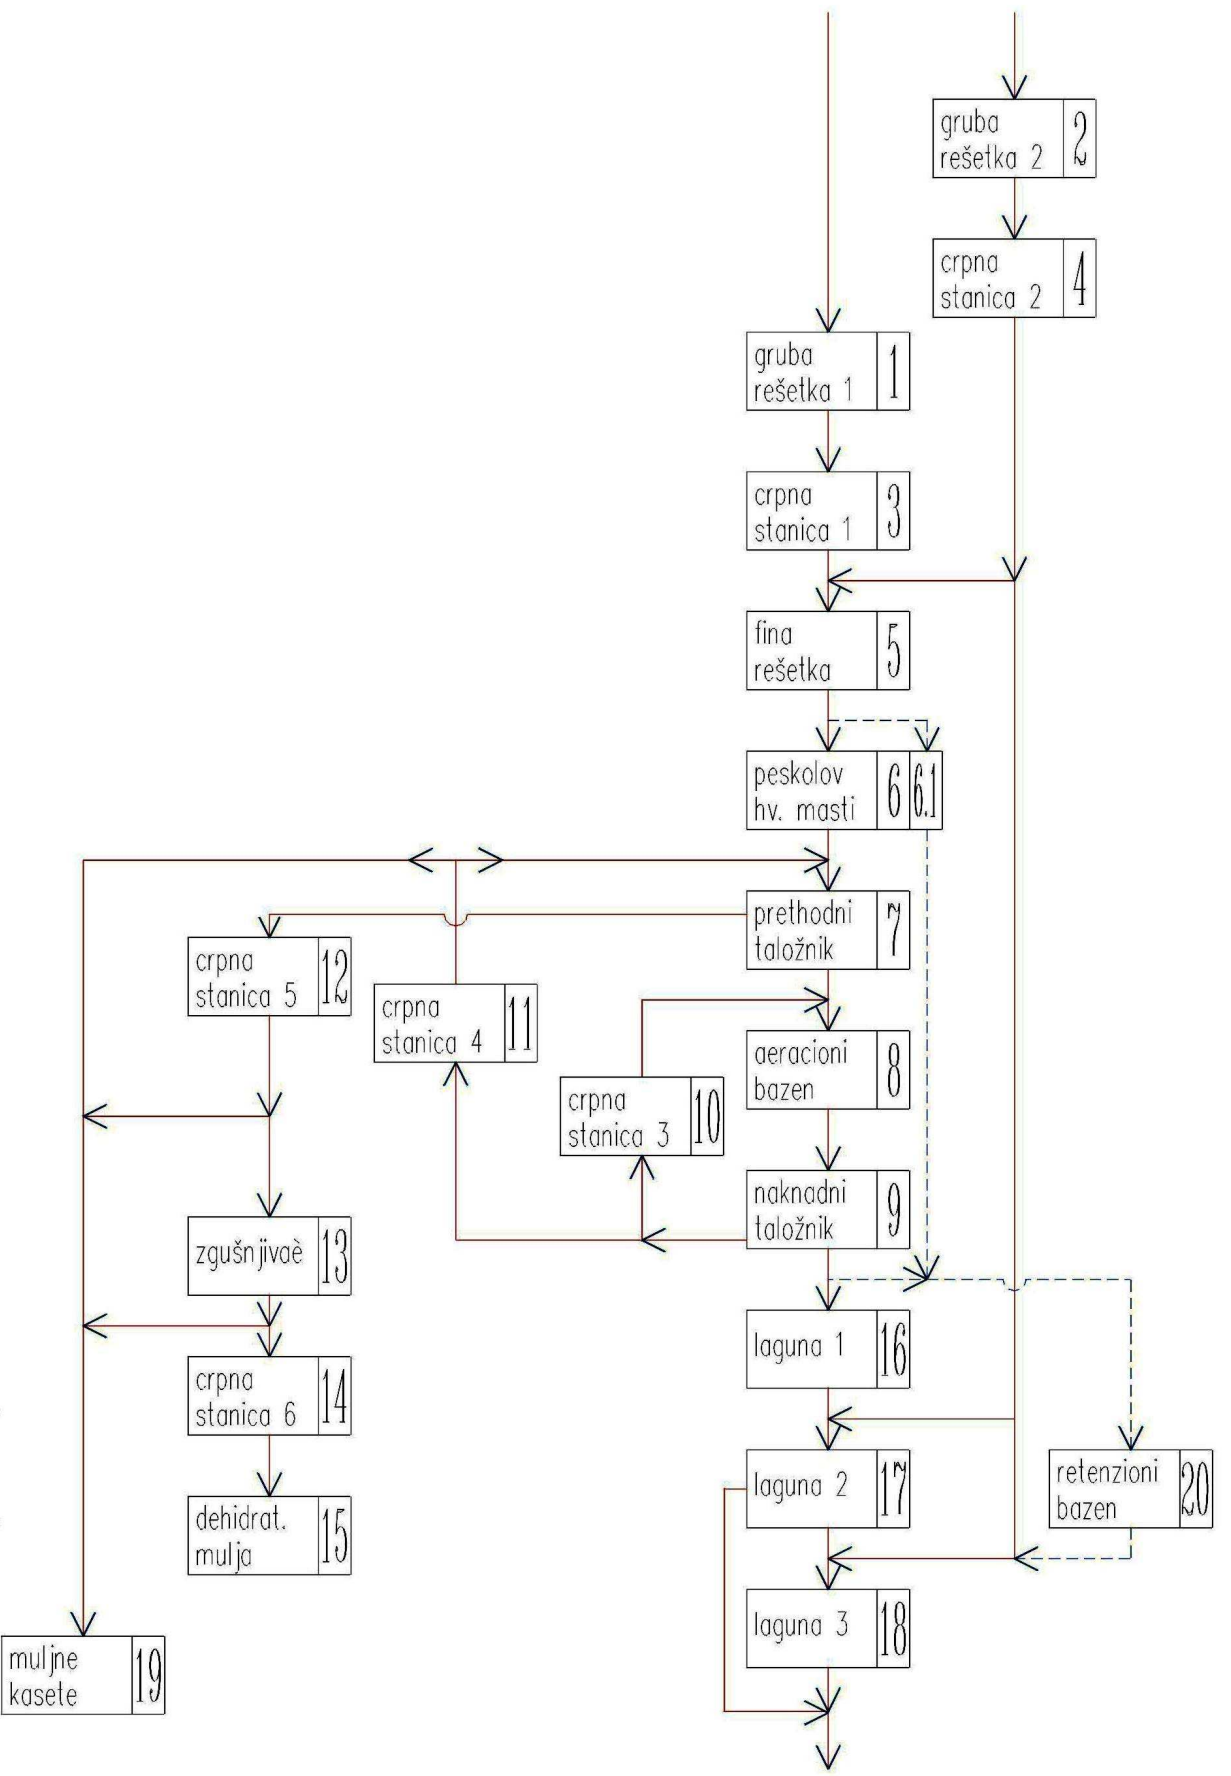 gruba
rešetka 2
2
crpna
stanica 2
4
gruba
rešetka 1
1
crpna
stanica 1
3
fina
rešetka
5
peskolov
hv. masti
6
6.1
prethodni
taložnik
7
crpna
stanica 5
12
crpna
stanica 4
11
aeracioni
bazen
8
crpna
stanica 3
10
naknadni
taložnik
9
zgušnjivaè
13
laguna 1
16
crpna
stanica 6
14
laguna 2
17
retenzioni
bazen
20
dehidrat.
mulja
15
laguna 3
18
muljne
kasete
19